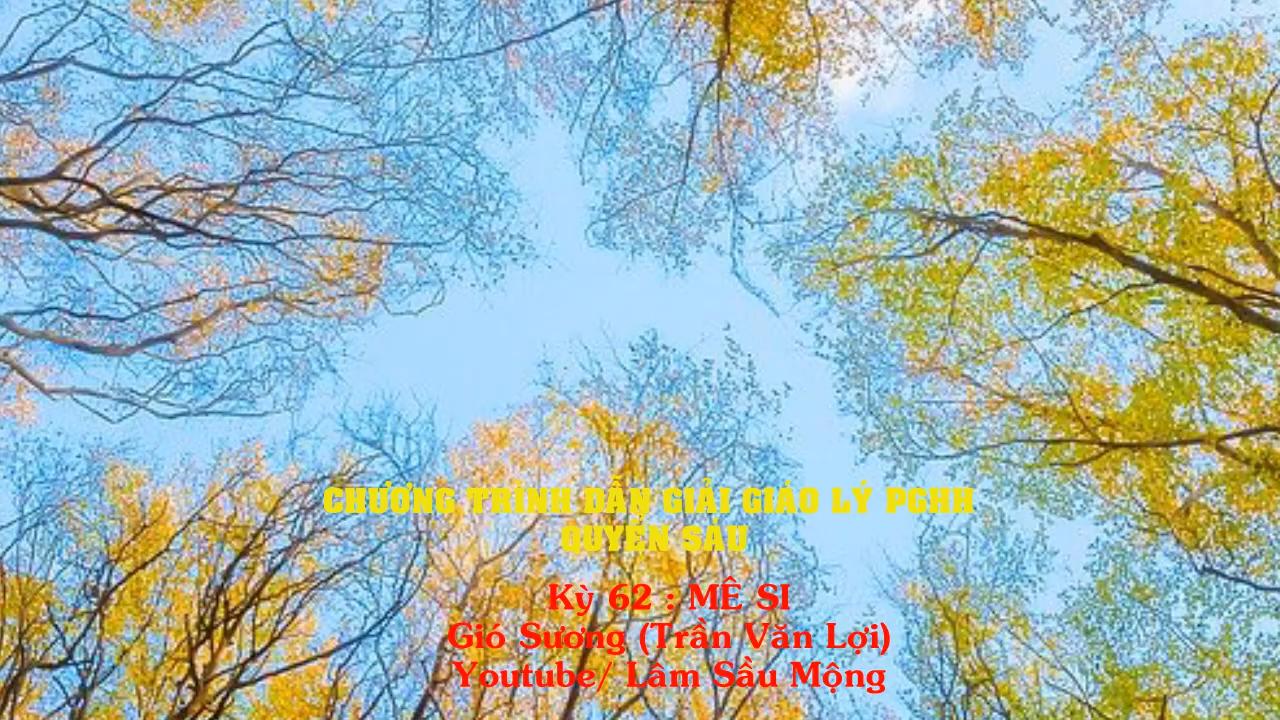 CHƯƠNG TRÌNH DẪN GIẢI GIÁO LÝ PGHH
QUYỂN SÁU
Kỳ 62 : MÊ SI
Gió Sương (Trần Văn Lợi)
Youtube/ Lâm Sầu Mộng